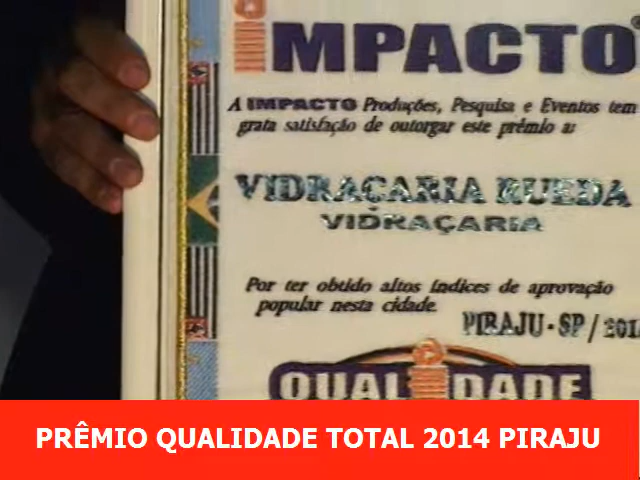 iMPACTO
A IMPACTO Produções, Pesquisa e Eventos tem
grata satisfação de outorgar este prêmio a:
VIDRAÇARIA RUEDA
VIDRAÇARIA
Por ter obtido altos índices de aprovação
popular nesta cidade.
PIRAJU - SP / 2014
QUALiDADE
PRÊMIO QUALIDADE TOTAL 2014 PIRAJU